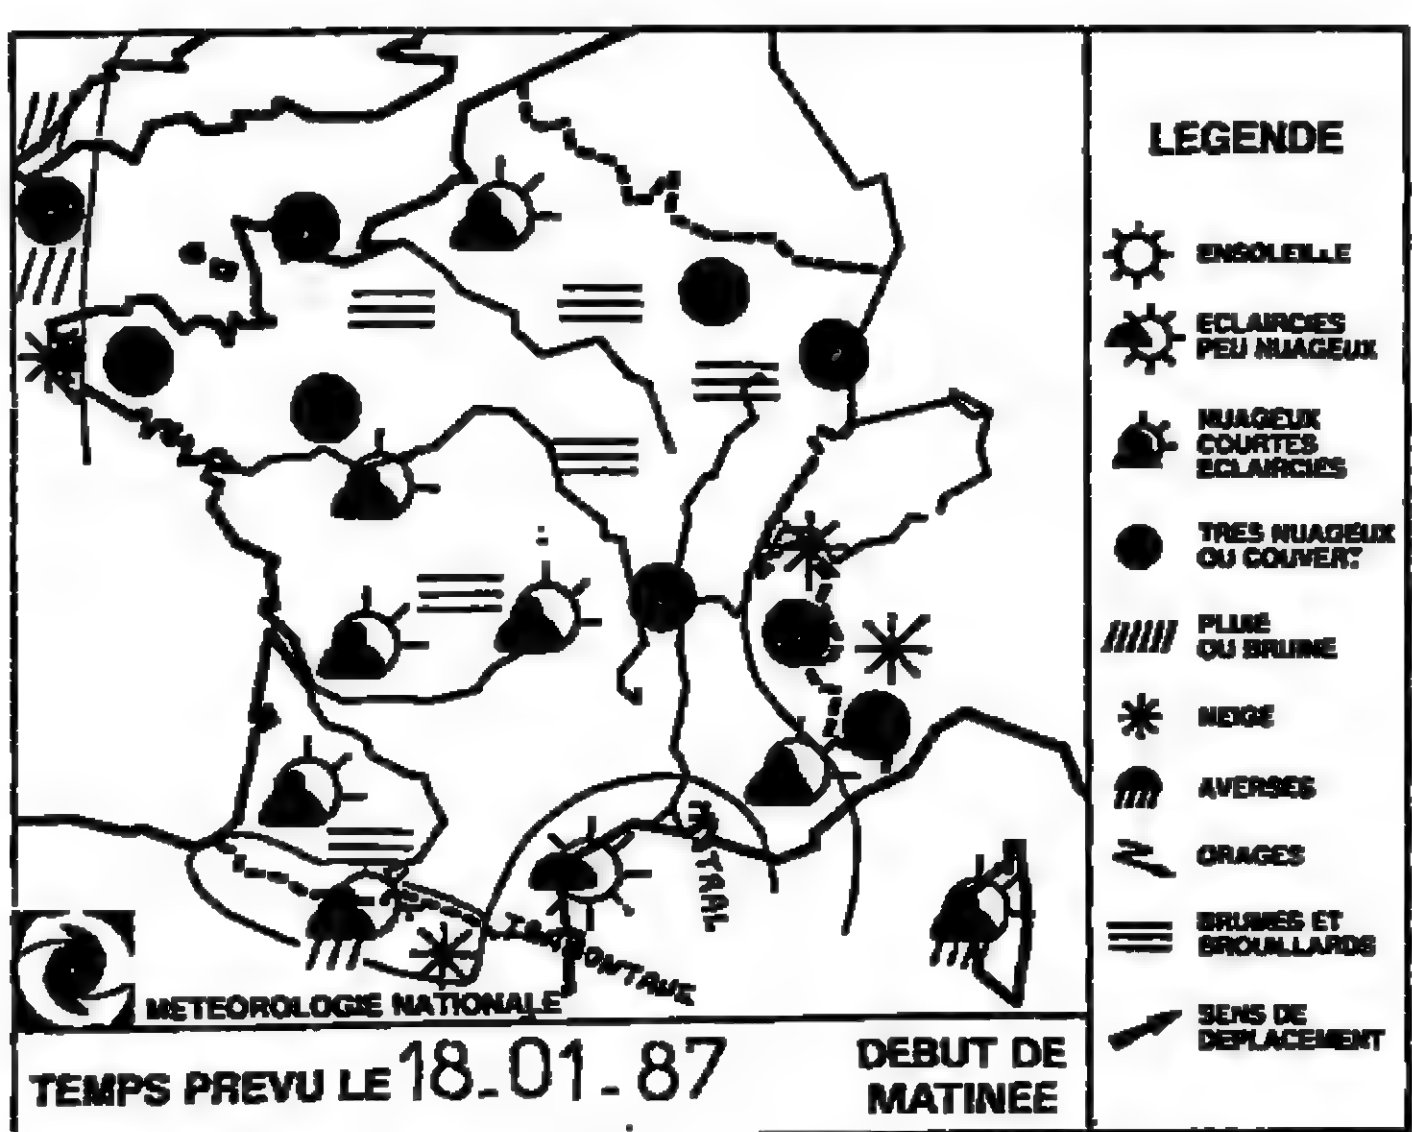 LEGENDE
ENSOLEILLE
ECLAIRCIES
PEU NUAGEUX
NUAGEUX
COURTES
ECLAIRCIES
TRES NUAGEUX
OU COUVERT
PLUIE
OU BRUINE
NEIGE
AVERSES
ORAGES
BRUMES ET
BROUILLARDS
SENS DE
DEPLACEMENT
MISTRAL
TRAMONTANE
METEOROLOGIE NATIONALE
TEMPS PREVU LE 18-01-87
DEBUT DE
MATINEE